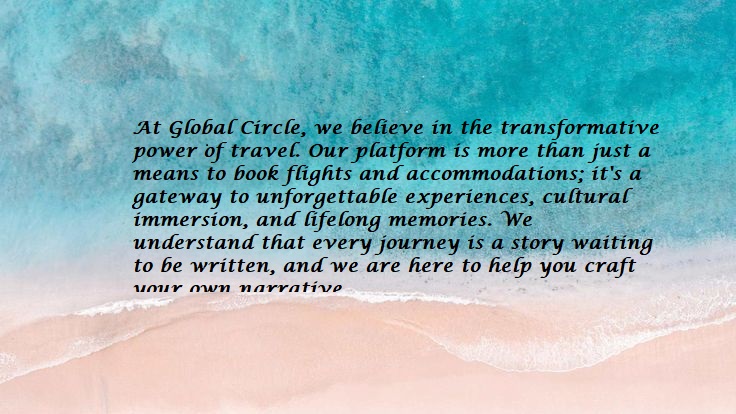 At Global Circle, we believe in the transformative
power of travel. Our platform is more than just a
means to book flights and accommodations; it's a
gateway to unforgettable experiences, cultural
immersion, and lifelong memories. We
understand that every journey is a story waiting
to be written, and we are here to help you craft
your own narrative